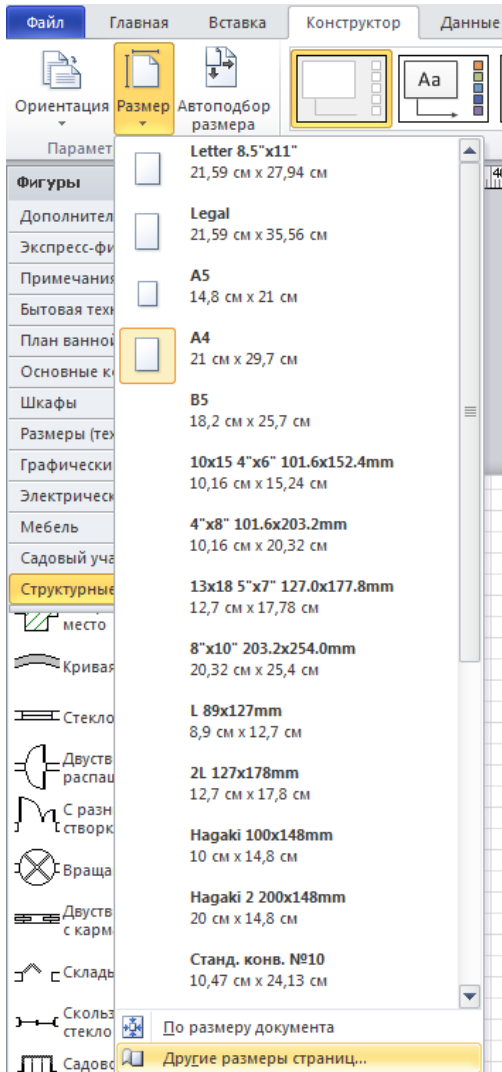 Файл Главная Вставка Конструктор Данные
Ориентация Размер Автоподбор размера
Aa
Парамет
Letter 8.5"x11"
21,59 см x 27,94 см
Legal
21,59 см x 35,56 см
A5
14,8 см x 21 см
A4
21 см x 29,7 см
B5
18,2 см x 25,7 см
10x15 4"x6" 101.6x152.4mm
10,16 см x 15,24 см
4"x8" 101.6x203.2mm
10,16 см x 20,32 см
13x18 5"x7" 127.0x177.8mm
12,7 см x 17,78 см
8"x10" 203.2x254.0mm
20,32 см x 25,4 см
L 89x127mm
8,9 см x 12,7 см
2L 127x178mm
12,7 см x 17,8 см
Hagaki 100x148mm
10 см x 14,8 см
Hagaki 2 200x148mm
20 см x 14,8 см
Станд. конв. №10
10,47 см x 24,13 см
По размеру документа
Другие размеры страниц...
Фигуры
Дополнител
Экспресс-фи
Примечания
Бытовая техн
План ванной
Основные к
Шкафы
Размеры (тех
Графически
Электрическ
Мебель
Садовый уча
Структурные
место
Кривая
Стекло
Двуств
распаш
С разн
створк
Враща
Двуств
с карм
Складь
Скольз
стекло
Садово